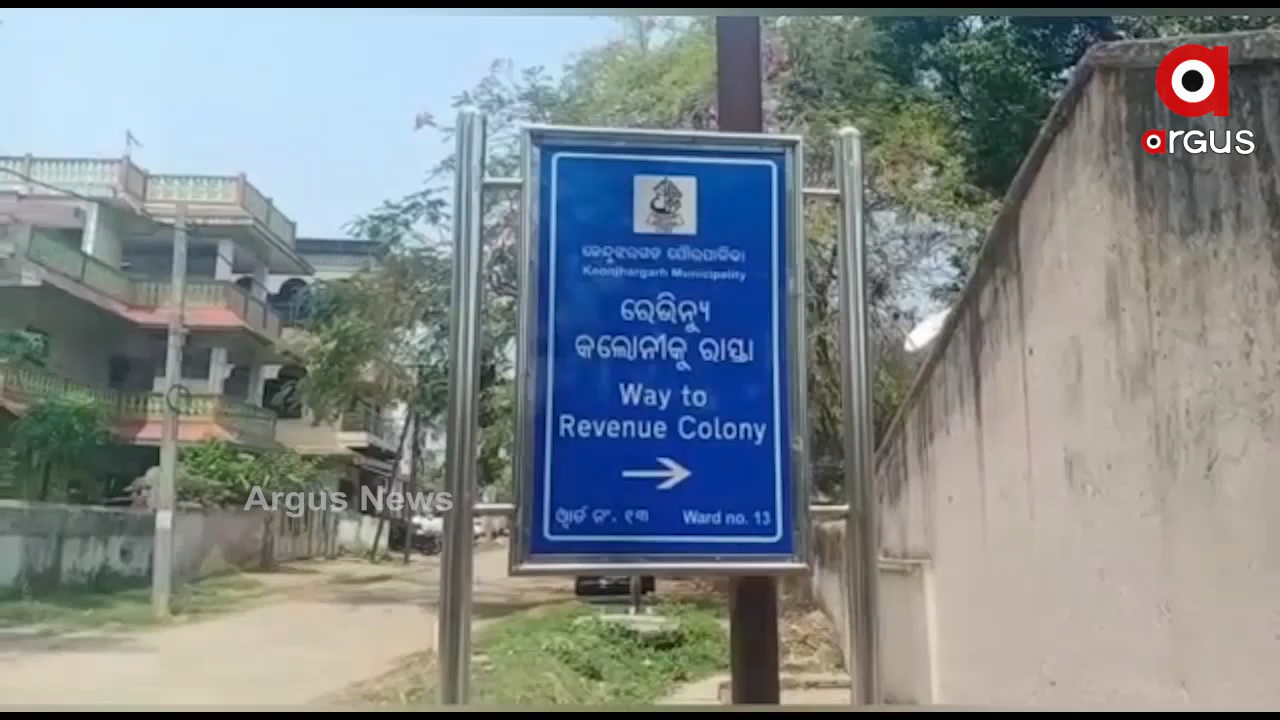 argus
କେନ୍ଦୁଝରଗଡ ପୌରପାଳିକା
Keonjhargarh Municipality
ରେଭିନ୍ୟୁ
କଲୋନୀକୁ ରାସ୍ତା
Way to
Revenue Colony
→
ୱାର୍ଡ ନଂ. ୧୩ Ward no. 13
Argus News